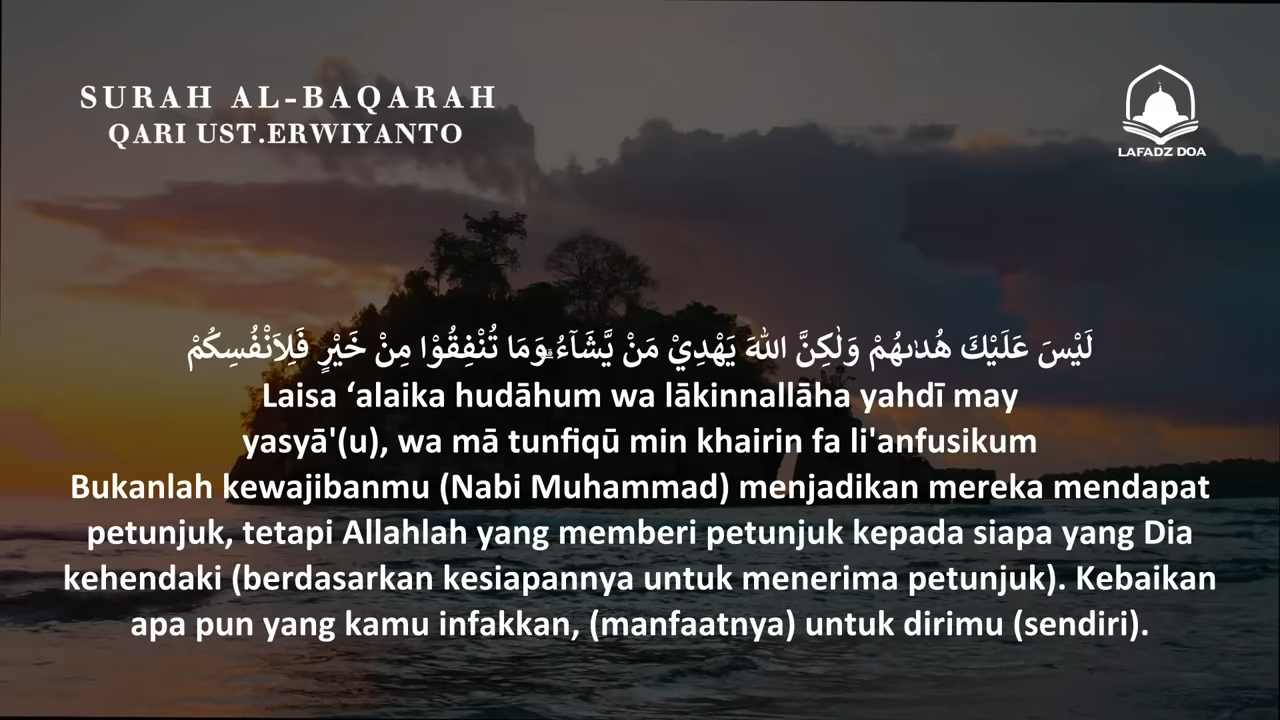 SURAH AL-BAQARAH
QARI UST.ERWIYANTO
LAFADZ DOA
لَيْسَ عَلَيْكَ هُدٰىهُمْ وَلٰكِنَّ اللّٰهَ يَهْدِيْ مَنْ يَّشَاۤءُ ۗوَمَا تُنْفِقُوْا مِنْ خَيْرٍ فَلِاَنْفُسِكُمْ
Laisa ‘alaika hudāhum wa lākinnallāha yahdī may
yasyā'(u), wa mā tunfiqū min khairin fa li'anfusikum
Bukanlah kewajibanmu (Nabi Muhammad) menjadikan mereka mendapat
petunjuk, tetapi Allahlah yang memberi petunjuk kepada siapa yang Dia
kehendaki (berdasarkan kesiapannya untuk menerima petunjuk). Kebaikan
apa pun yang kamu infakkan, (manfaatnya) untuk dirimu (sendiri).